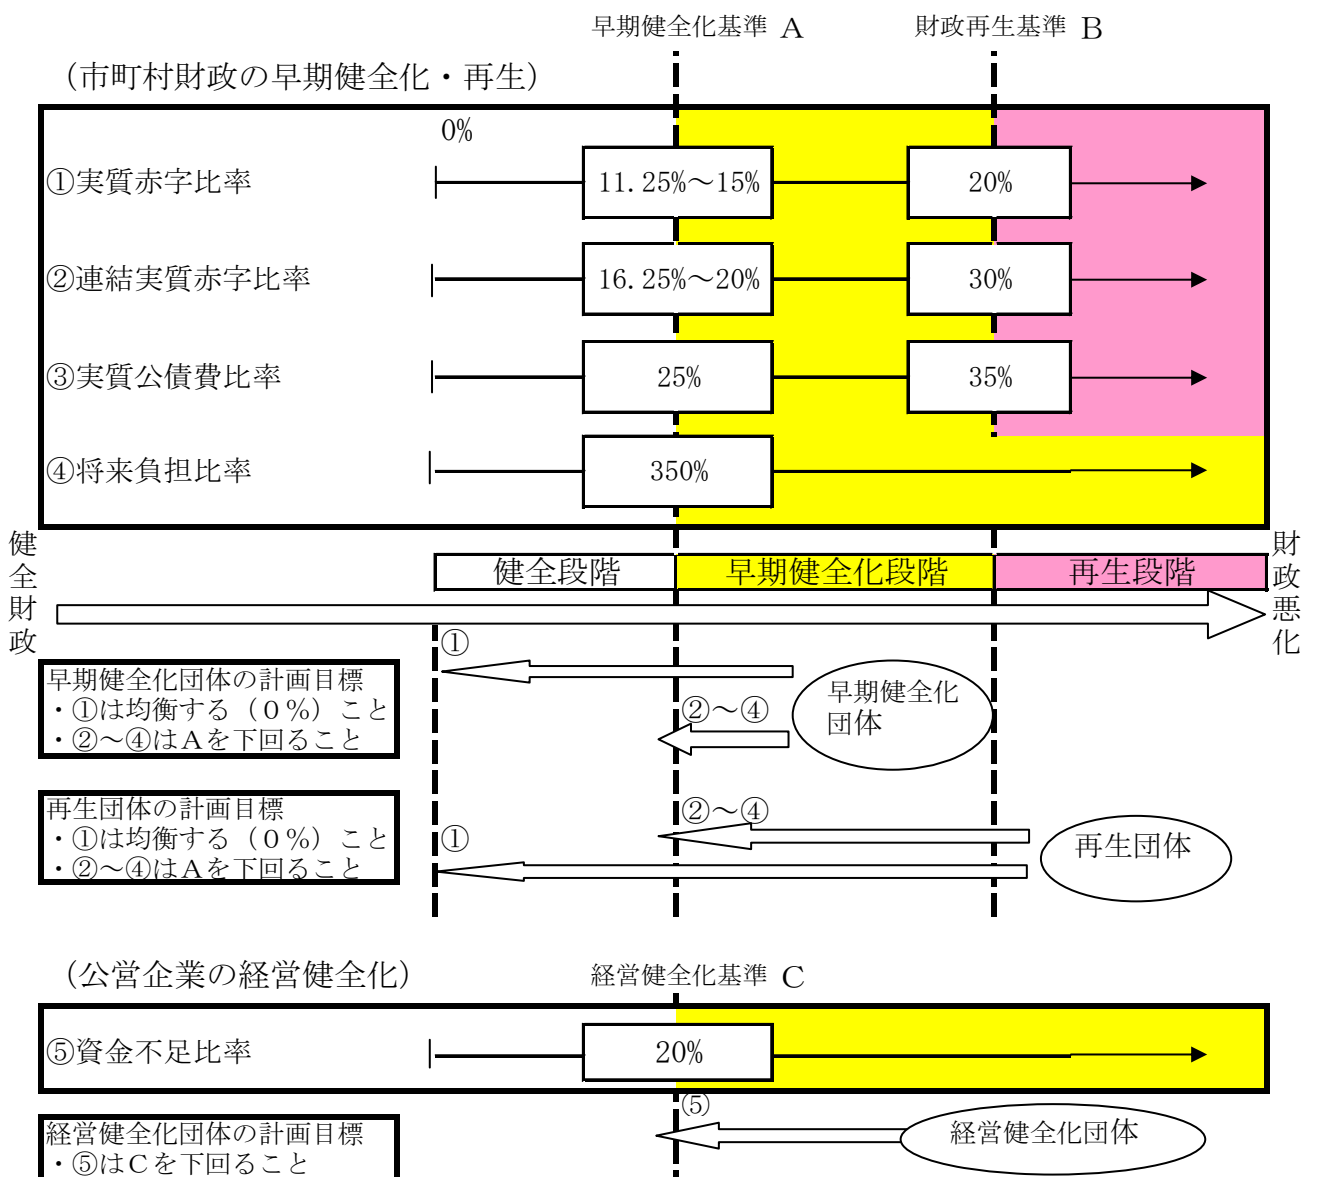 早期健全化基準 A
財政再生基準 B
（市町村財政の早期健全化・再生）
0%
①実質赤字比率
11.25%～15%
20%
②連結実質赤字比率
16.25%～20%
30%
③実質公債費比率
25%
35%
④将来負担比率
350%
健全財政
健全段階
早期健全化段階
再生段階
財政悪化
①
早期健全化団体の計画目標
・①は均衡する（０%）こと
・②～④はＡを下回ること
②～④
早期健全化
団体
再生団体の計画目標
・①は均衡する（０%）こと
・②～④はＡを下回ること
②～④
①
再生団体
（公営企業の経営健全化）
経営健全化基準 C
⑤資金不足比率
20%
⑤
経営健全化団体の計画目標
・⑤はＣを下回ること
経営健全化団体